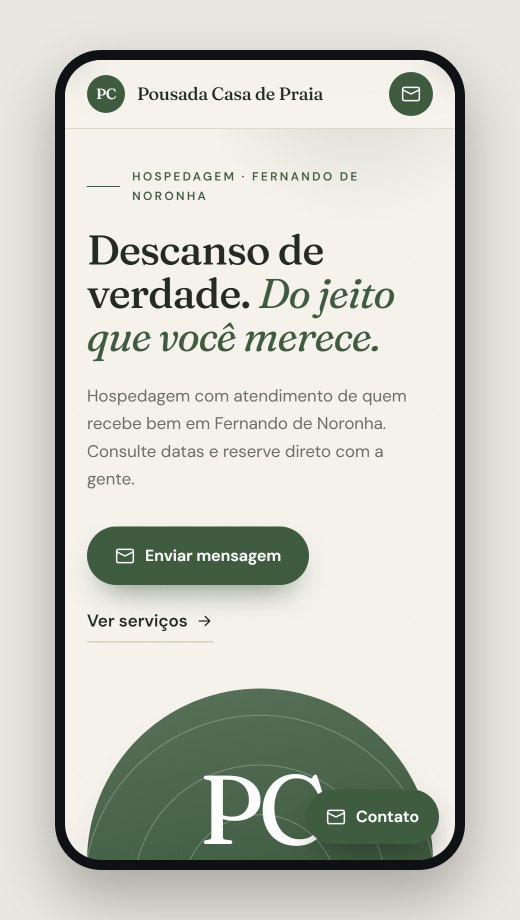 PC Pousada Casa de Praia
HOSPEDAGEM · FERNANDO DE
NORONHA
Descanso de
verdade. Do jeito
que você merece.
Hospedagem com atendimento de quem
recebe bem em Fernando de Noronha.
Consulte datas e reserve direto com a
gente.
Enviar mensagem
Ver serviços →
PC
Contato